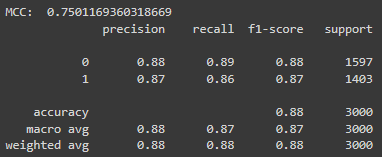 MCC:  0.7501169360318669
              precision    recall  f1-score   support

           0       0.88      0.89      0.88      1597
           1       0.87      0.86      0.87      1403

    accuracy                           0.88      3000
   macro avg       0.88      0.87      0.87      3000
weighted avg       0.88      0.88      0.88      3000